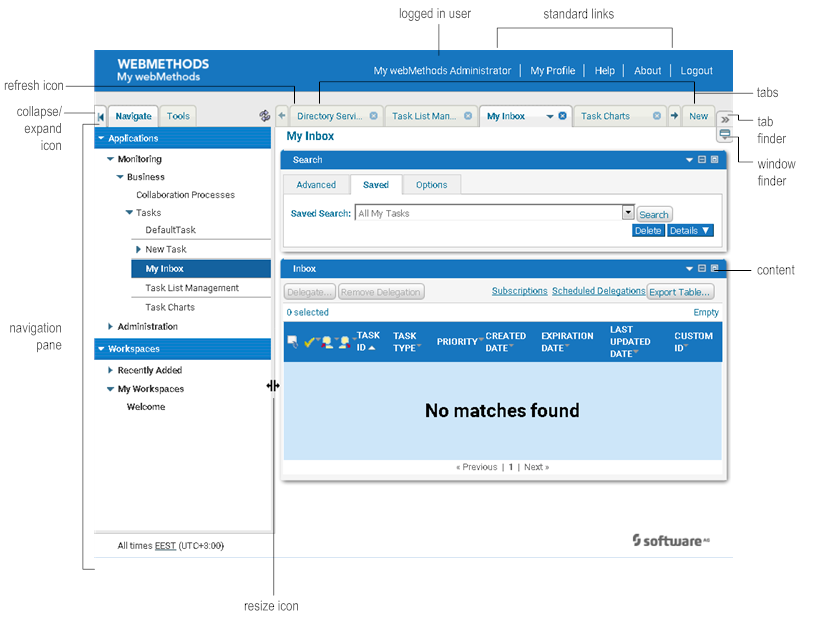 logged in user
standard links
WEBMETHODS
My webMethods
My webMethods Administrator | My Profile | Help | About | Logout
refresh icon
tabs
collapse/
expand
icon
Navigate Tools
Directory Servi... Task List Man... My Inbox Task Charts New
tab
finder
window
finder
Applications
Monitoring
Business
Collaboration Processes
Tasks
DefaultTask
New Task
My Inbox
Task List Management
Task Charts
Administration
Workspaces
Recently Added
My Workspaces
Welcome
navigation
pane
All times EEST (UTC+3:00)
My Inbox
Search
Advanced Saved Options
Saved Search: All My Tasks Search
Delete Details ▼
Inbox
content
Delegate... Remove Delegation Subscriptions Scheduled Delegations Export Table...
0 selected Empty
TASK ID TASK TYPE PRIORITY CREATED DATE EXPIRATION DATE LAST UPDATED DATE CUSTOM ID
No matches found
« Previous | 1 | Next »
software AG
resize icon